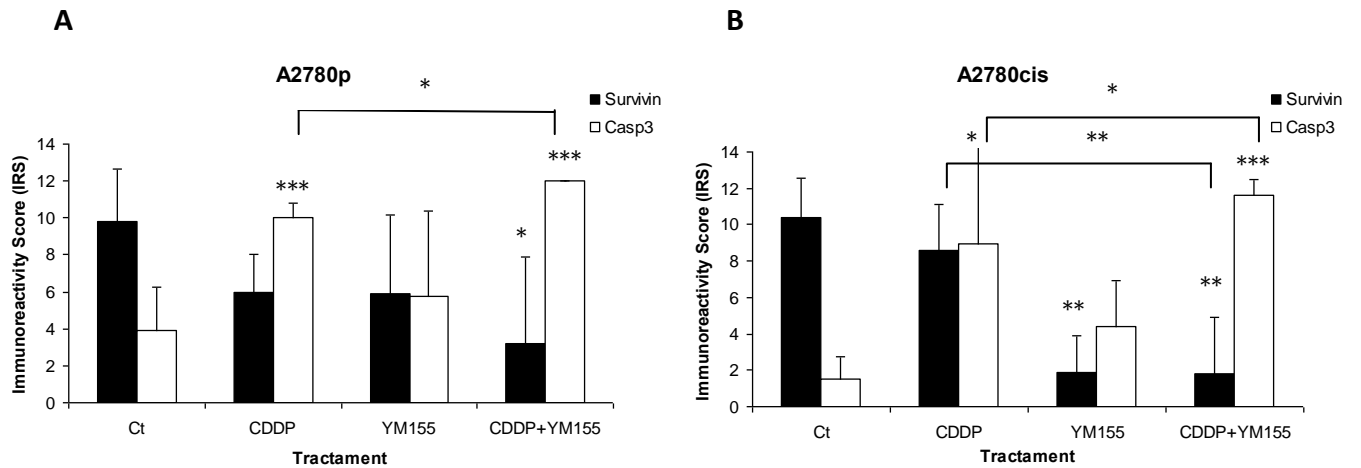 A
A2780p
*
Survivin
Casp3
Immunoreactivity Score (IRS)
14
12
10
8
6
4
2
0
***
*
***
Ct
CDDP
YM155
CDDP+YM155
Tractament
B
A2780cis
*
Survivin
Casp3
**
*
Immunoreactivity Score (IRS)
14
12
10
8
6
4
2
0
**
**
***
Ct
CDDP
YM155
CDDP+YM155
Tractament